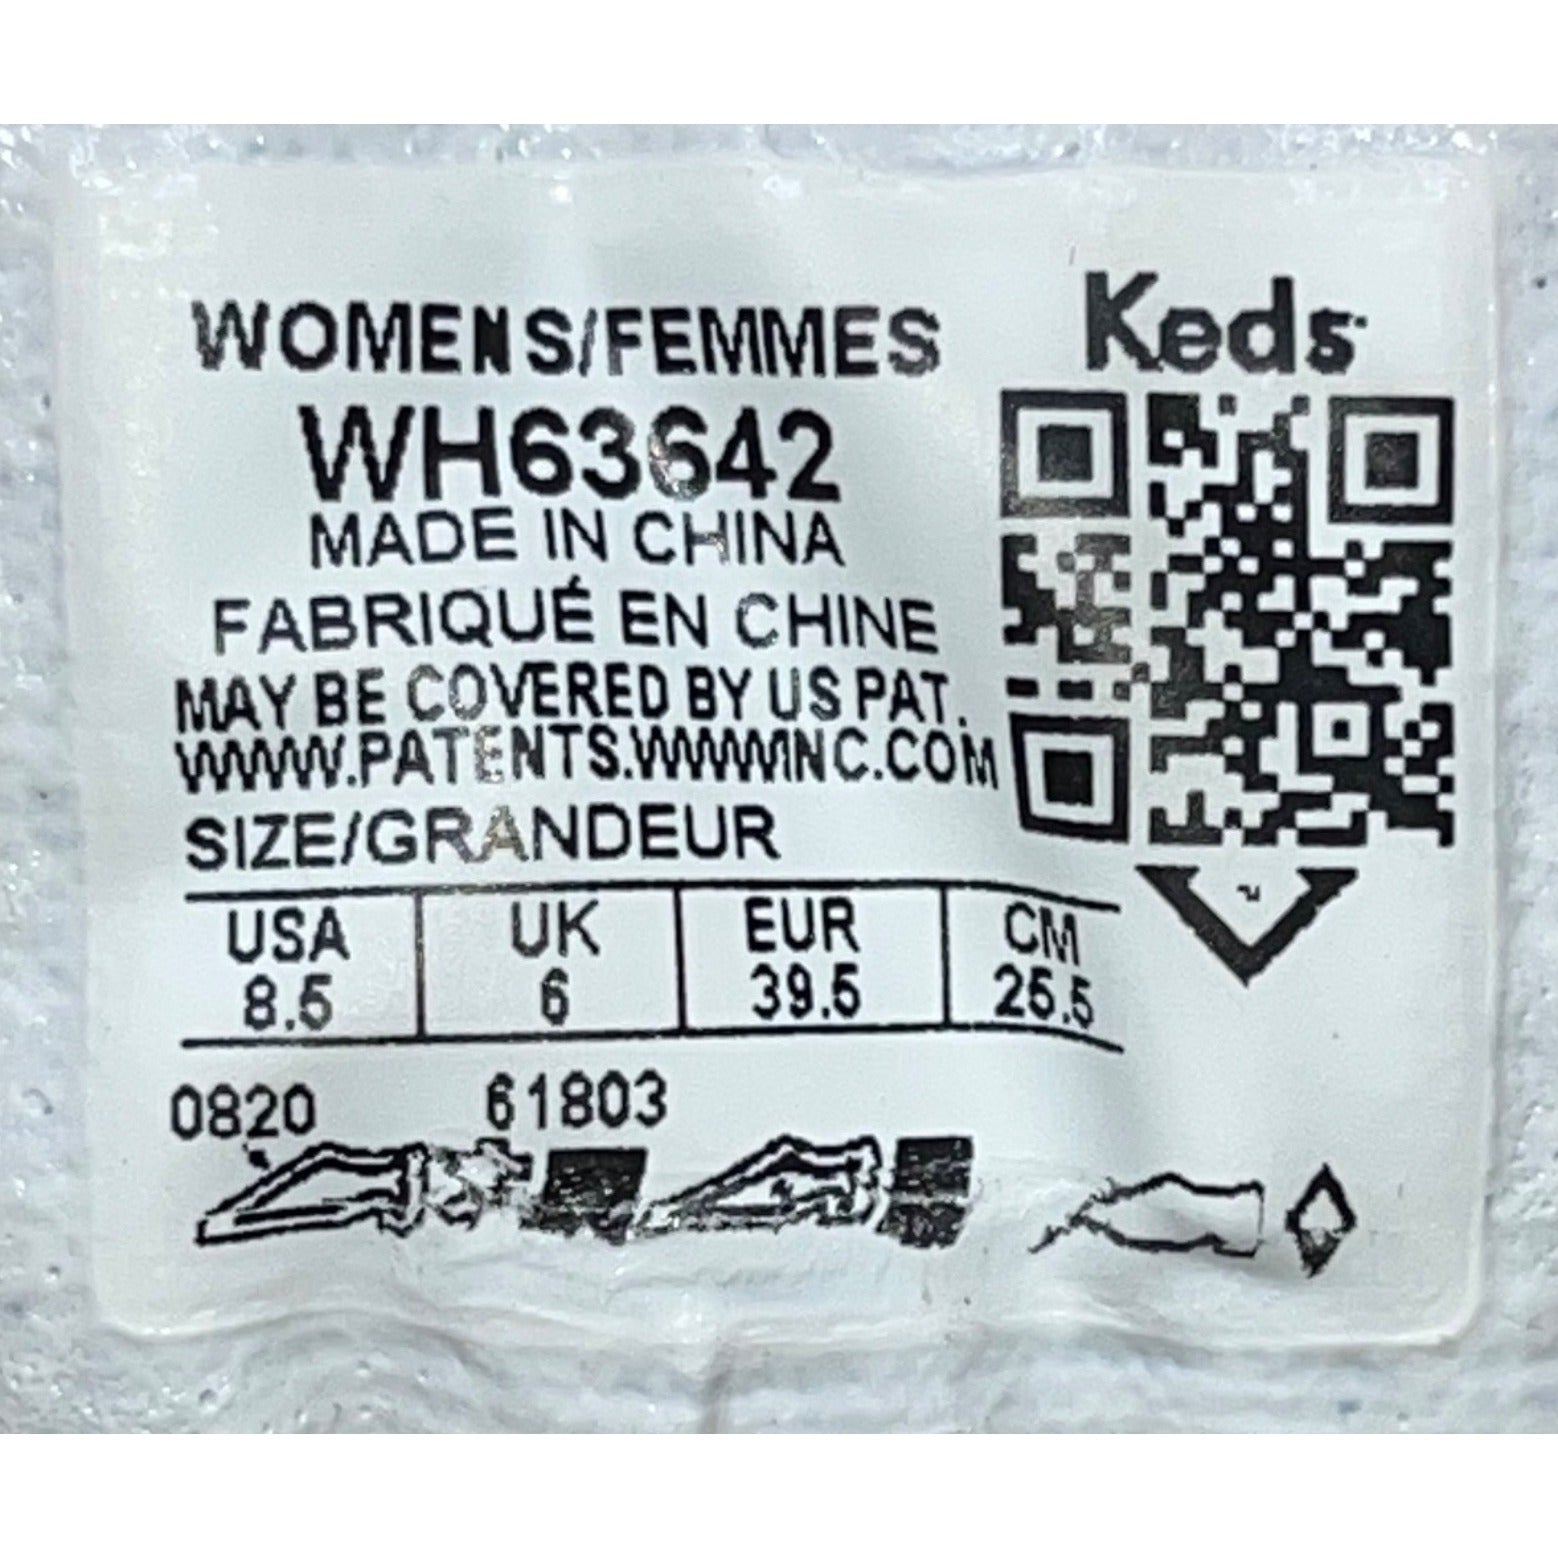 WOMENS/FEMMES
Keds
WH63642
MADE IN CHINA
FABRIQUÉ EN CHINE
MAY BE COVERED BY US PAT.
WWW.PATENTS.WWWINC.COM
SIZE/GRANDEUR
USA UK EUR CM
8.5 6 39.5 25.5
0820 61803